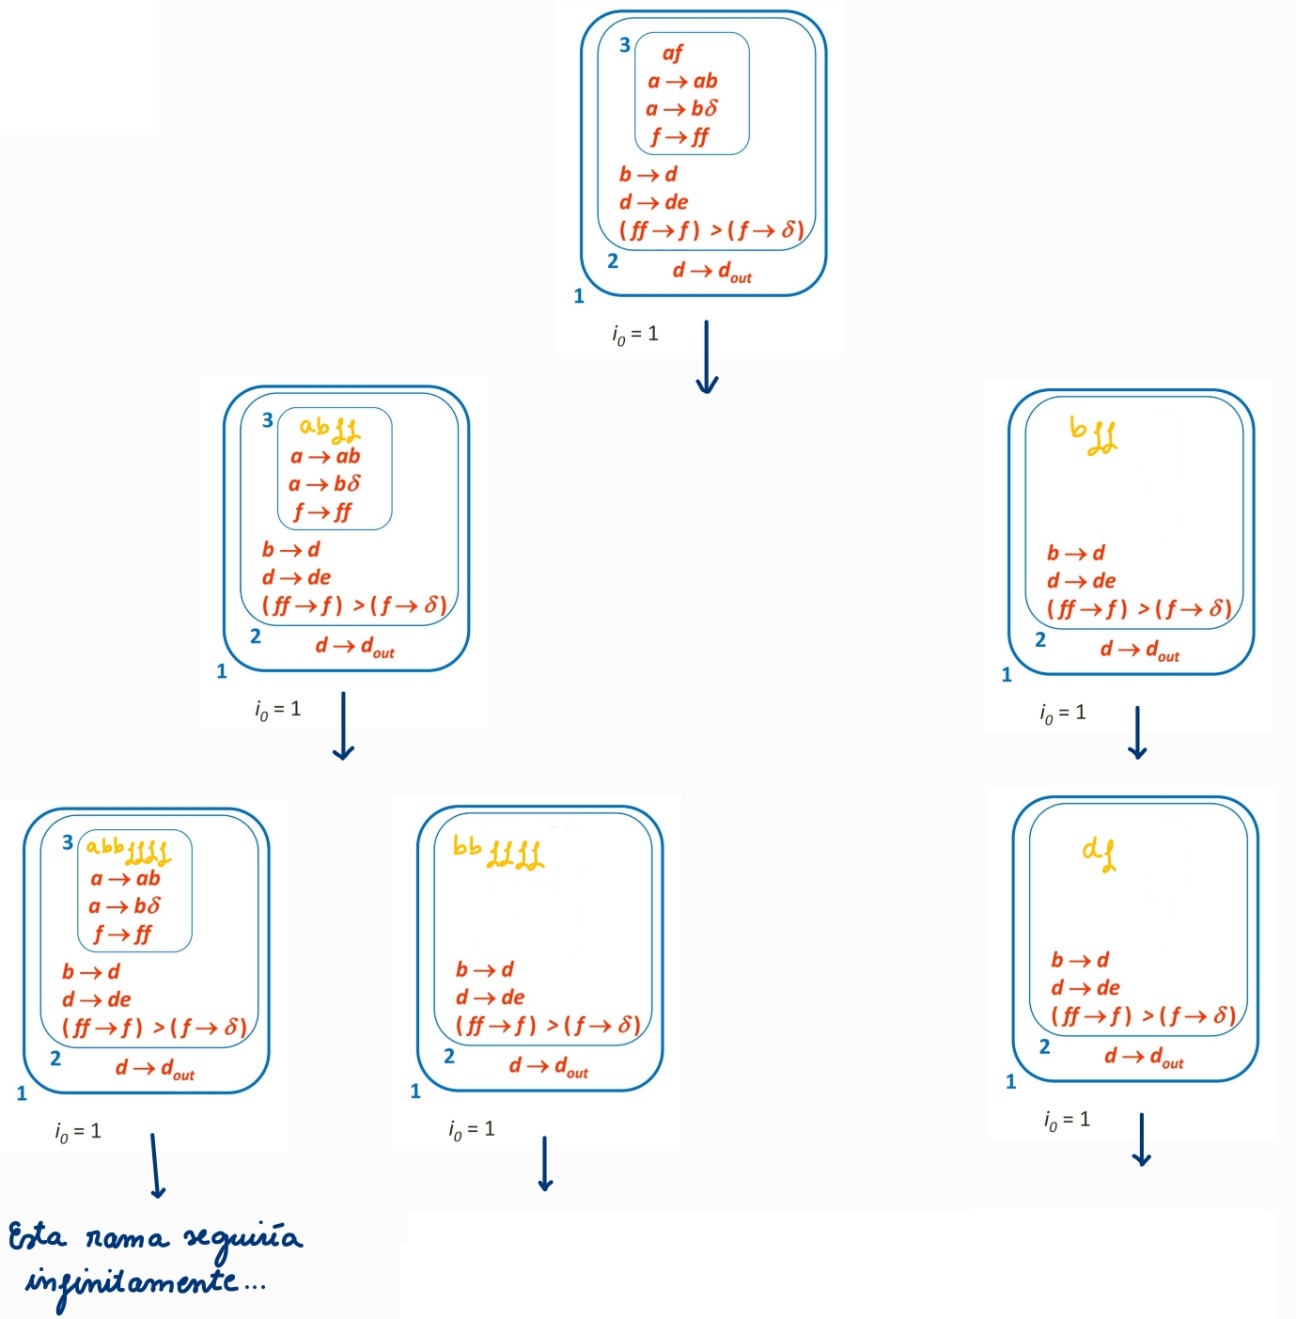 3
af
a → ab
a → bδ
f → ff
b → d
d → de
(ff → f) > (f → δ)
2
d → d_out
1
i_0 = 1
3
abff
a → ab
a → bδ
f → ff
b → d
d → de
(ff → f) > (f → δ)
2
d → d_out
1
i_0 = 1
bff
b → d
d → de
(ff → f) > (f → δ)
2
d → d_out
1
i_0 = 1
3
abbffff
a → ab
a → bδ
f → ff
b → d
d → de
(ff → f) > (f → δ)
2
d → d_out
1
i_0 = 1
bbffff
b → d
d → de
(ff → f) > (f → δ)
2
d → d_out
1
i_0 = 1
df
b → d
d → de
(ff → f) > (f → δ)
2
d → d_out
1
i_0 = 1
Esta rama seguiría
infinitamente...